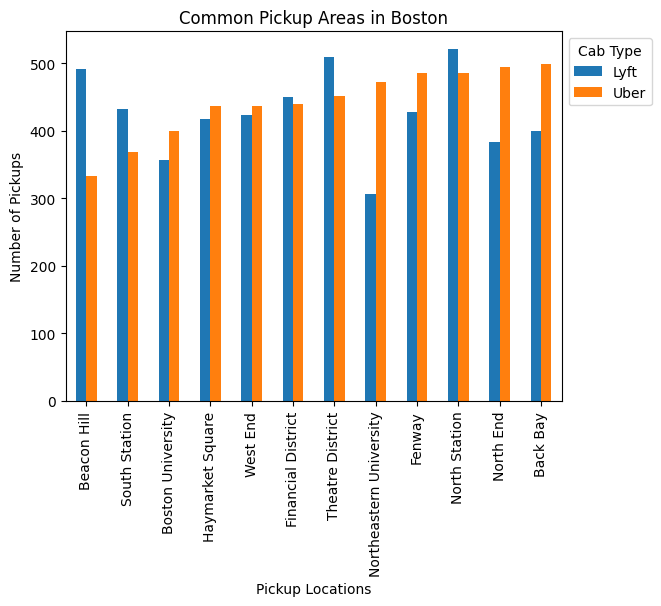 Common Pickup Areas in Boston
Number of Pickups
500
400
300
200
100
0
Cab Type
Lyft
Uber
Beacon Hill
South Station
Boston University
Haymarket Square
West End
Financial District
Theatre District
Northeastern University
Fenway
North Station
North End
Back Bay
Pickup Locations